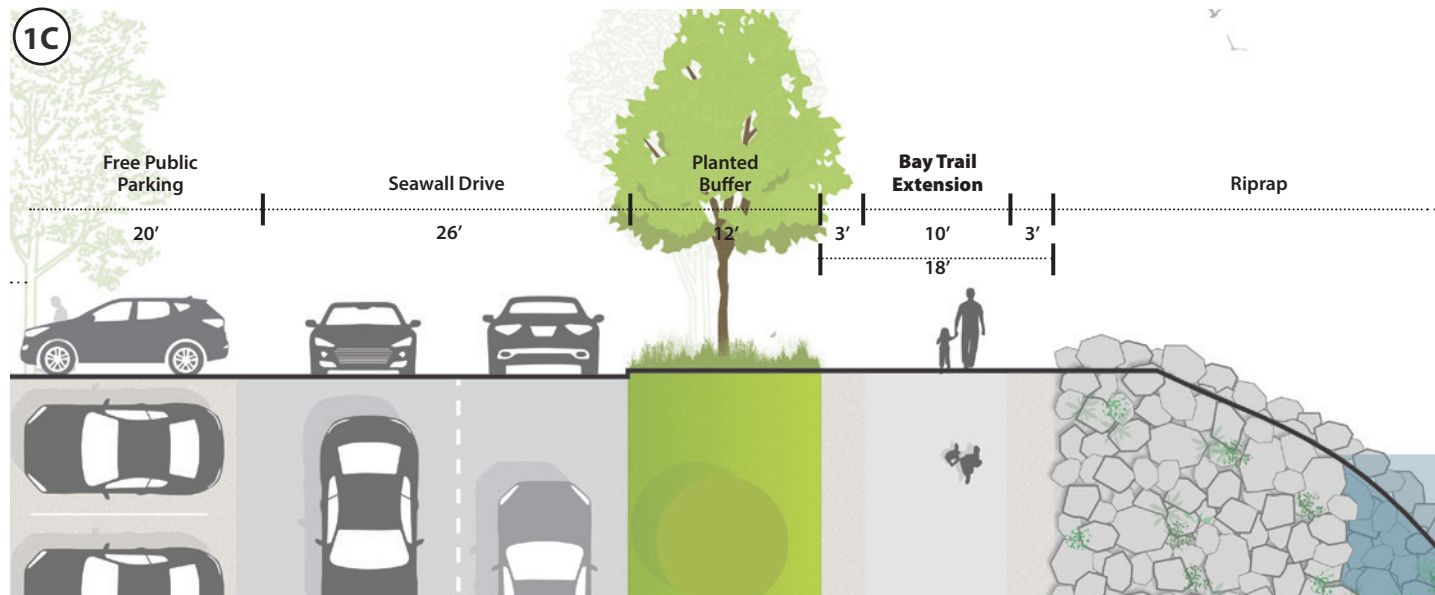 1C
Free Public
Parking
Seawall Drive
Planted
Buffer
Bay Trail
Extension
Riprap
20’
26’
12’
3’
10’
3’
18’